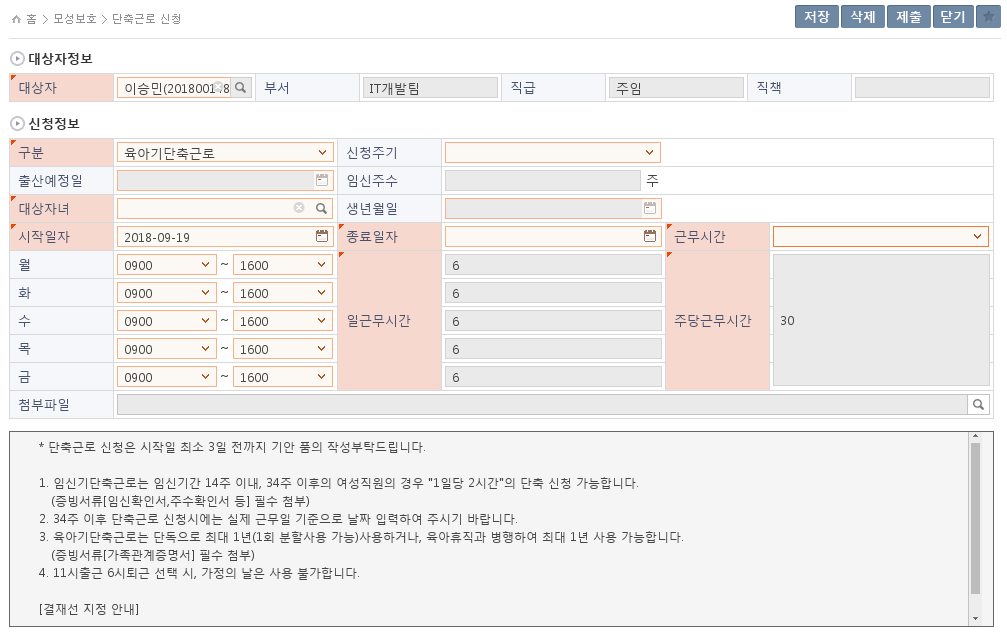 홈 > 모성보호 > 단축근로 신청
저장 삭제 제출 닫기
대상자정보
대상자 이승민( 부서 IT개발팀 직급 주임 직책
신청정보
구분 육아기단축근로 신청주기
출산예정일 임신주수 주
대상자녀 생년월일
시작일자 2018-09-19 종료일자 근무시간
월 0900 ~ 1600 6
화 0900 ~ 1600 6
수 0900 ~ 1600 일근무시간 6 주당근무시간 30
목 0900 ~ 1600 6
금 0900 ~ 1600 6
첨부파일
* 단축근로 신청은 시작일 최소 3일 전까지 기안 품의 작성부탁드립니다.
1. 임신기단축근로는 임신기간 14주 이내, 34주 이후의 여성직원의 경우 "1일당 2시간"의 단축 신청 가능합니다.
(증빙서류[임신확인서,주수확인서 등] 필수 첨부)
2. 34주 이후 단축근로 신청시에는 실제 근무일 기준으로 날짜 입력하여 주시기 바랍니다.
3. 육아기단축근로는 단독으로 최대 1년(1회 분할사용 가능)사용하거나, 육아휴직과 병행하여 최대 1년 사용 가능합니다.
(증빙서류[가족관계증명서] 필수 첨부)
4. 11시출근 6시퇴근 선택 시, 가정의 날은 사용 불가합니다.
[결재선 지정 안내]